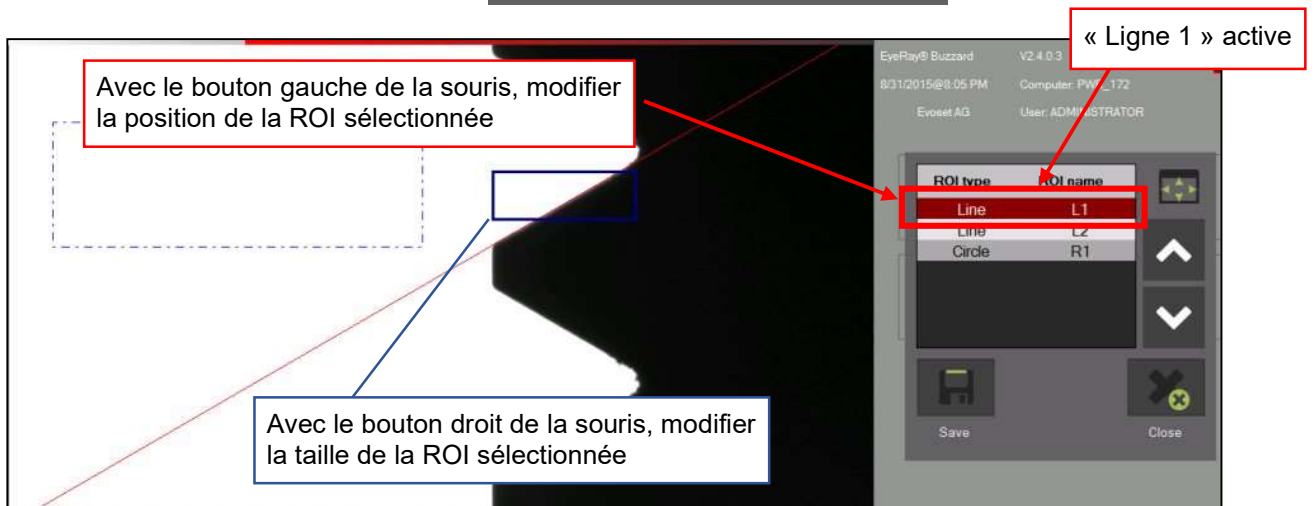 « Ligne 1 » active
EyeRay® Buzzard V2.4.0.3
8/31/2015@8:05 PM Computer: PW5_172
Evoset AG User: ADMINISTRATOR
Avec le bouton gauche de la souris, modifier
la position de la ROI sélectionnée
ROI type ROI name
Line L1
Line L2
Circle R1
Avec le bouton droit de la souris, modifier
la taille de la ROI sélectionnée
Save Close